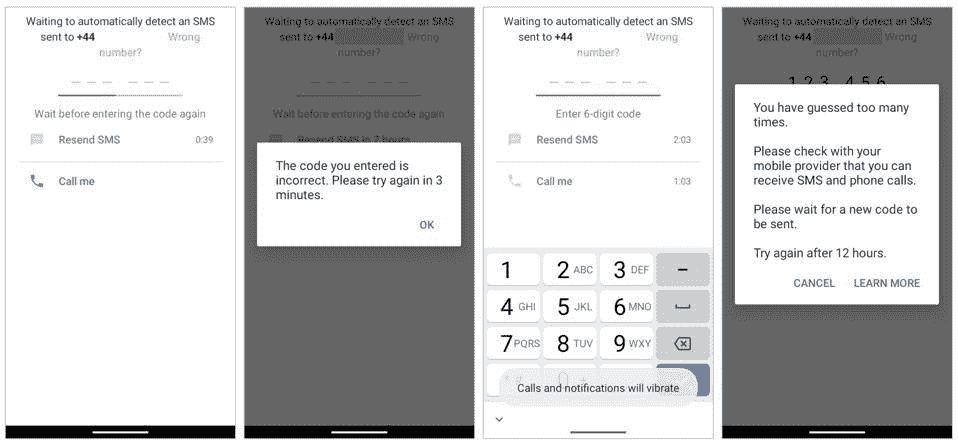 Waiting to automatically detect an SMS
sent to +44 Wrong
number?
Wait before entering the code again
Resend SMS 0:39
Call me
Waiting to automatically detect an SMS
sent to +44 Wrong
number?
Wait before entering the code again
Resend SMS in 2 hours
The code you entered is
incorrect. Please try again in 3
minutes.
OK
Waiting to automatically detect an SMS
sent to +44 Wrong
number?
Enter 6-digit code
Resend SMS 2:03
Call me 1:03
1 2 ABC 3 DEF –
4 GHI 5 JKL 6 MNO
7 PQRS 8 TUV 9 WXY
0 +
Calls and notifications will vibrate
Waiting to automatically detect an SMS
sent to +44 Wrong
number?
1 2 3 4 5 6
You have guessed too many
times.
Please check with your
mobile provider that you can
receive SMS and phone calls.
Please wait for a new code to
be sent.
Try again after 12 hours.
CANCEL LEARN MORE